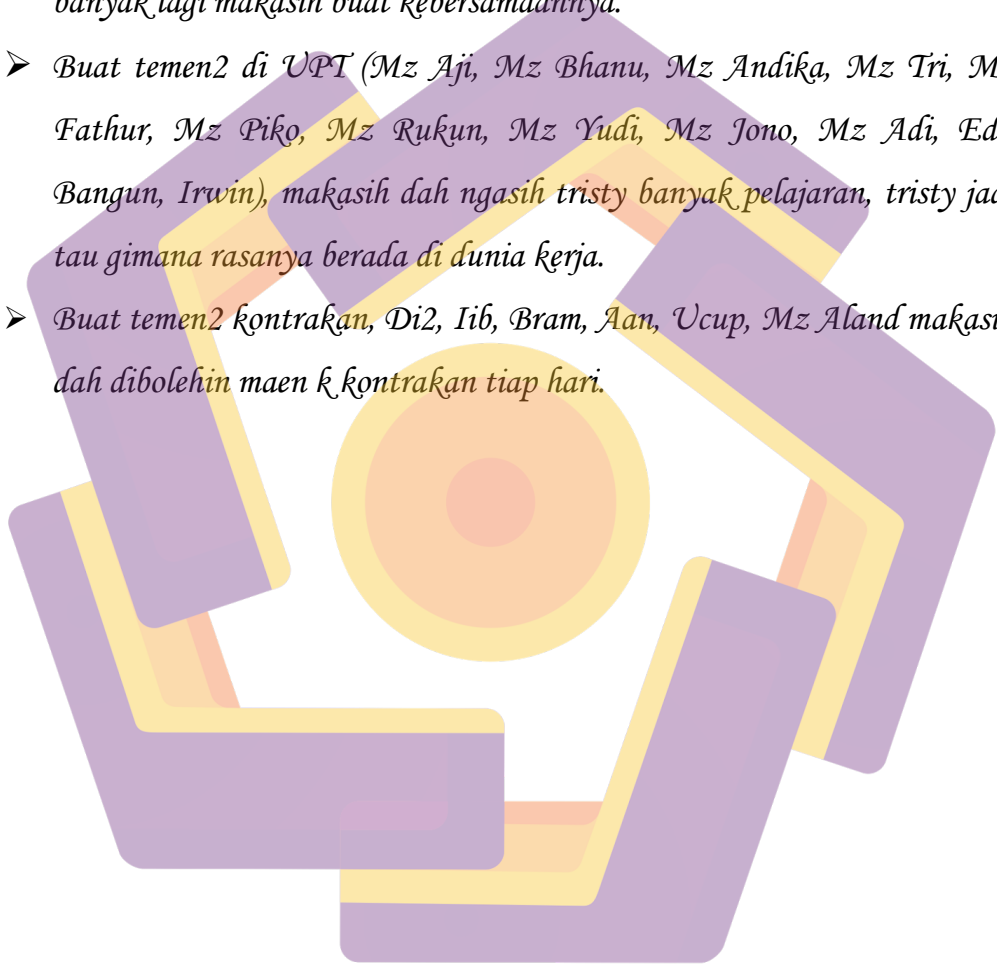 banyak lagi makasih buat kebersamaannya.
➤ Buat temen2 di UPT (Mz Aji, Mz Bhanu, Mz Andika, Mz Tri, M
Fathur, Mz Piko, Mz Rukun, Mz Yudi, Mz Jono, Mz Adi, Ed
Bangun, Irwin), makasih dah ngasih tristy banyak pelajaran, tristy jad
tau gimana rasanya berada di dunia kerja.
➤ Buat temen2 kontrakan, Di2, Iib, Bram, Aan, Ucup, Mz Aland makasi
dah dibolehin maen k kontrakan tiap hari.